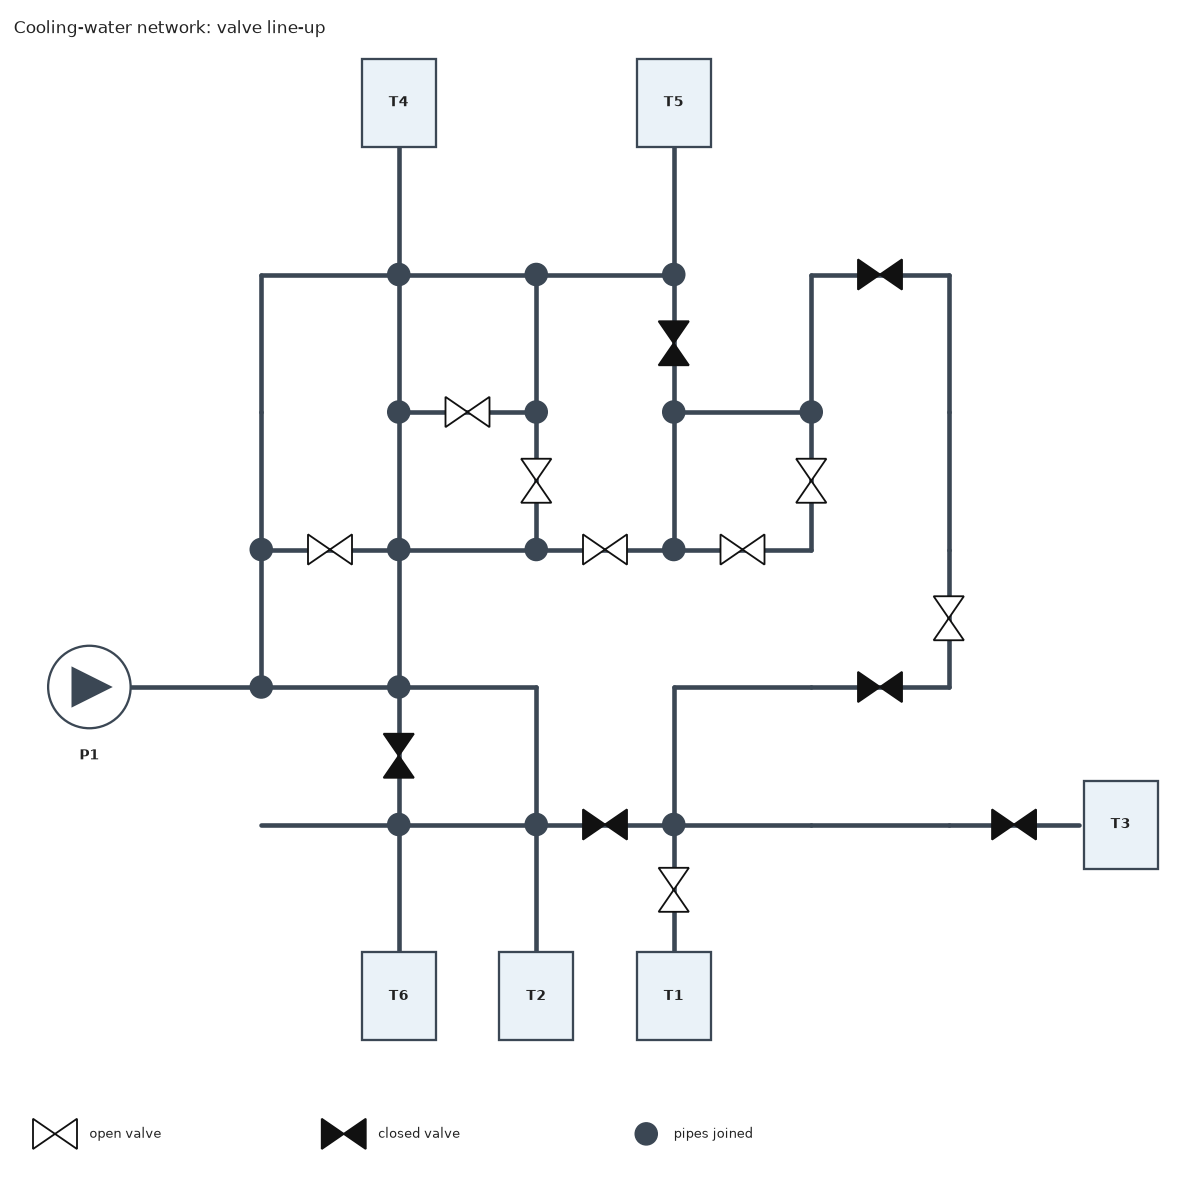 Cooling-water network: valve line-up
T4
T5
P1
T3
T6
T2
T1
open valve
closed valve
pipes joined